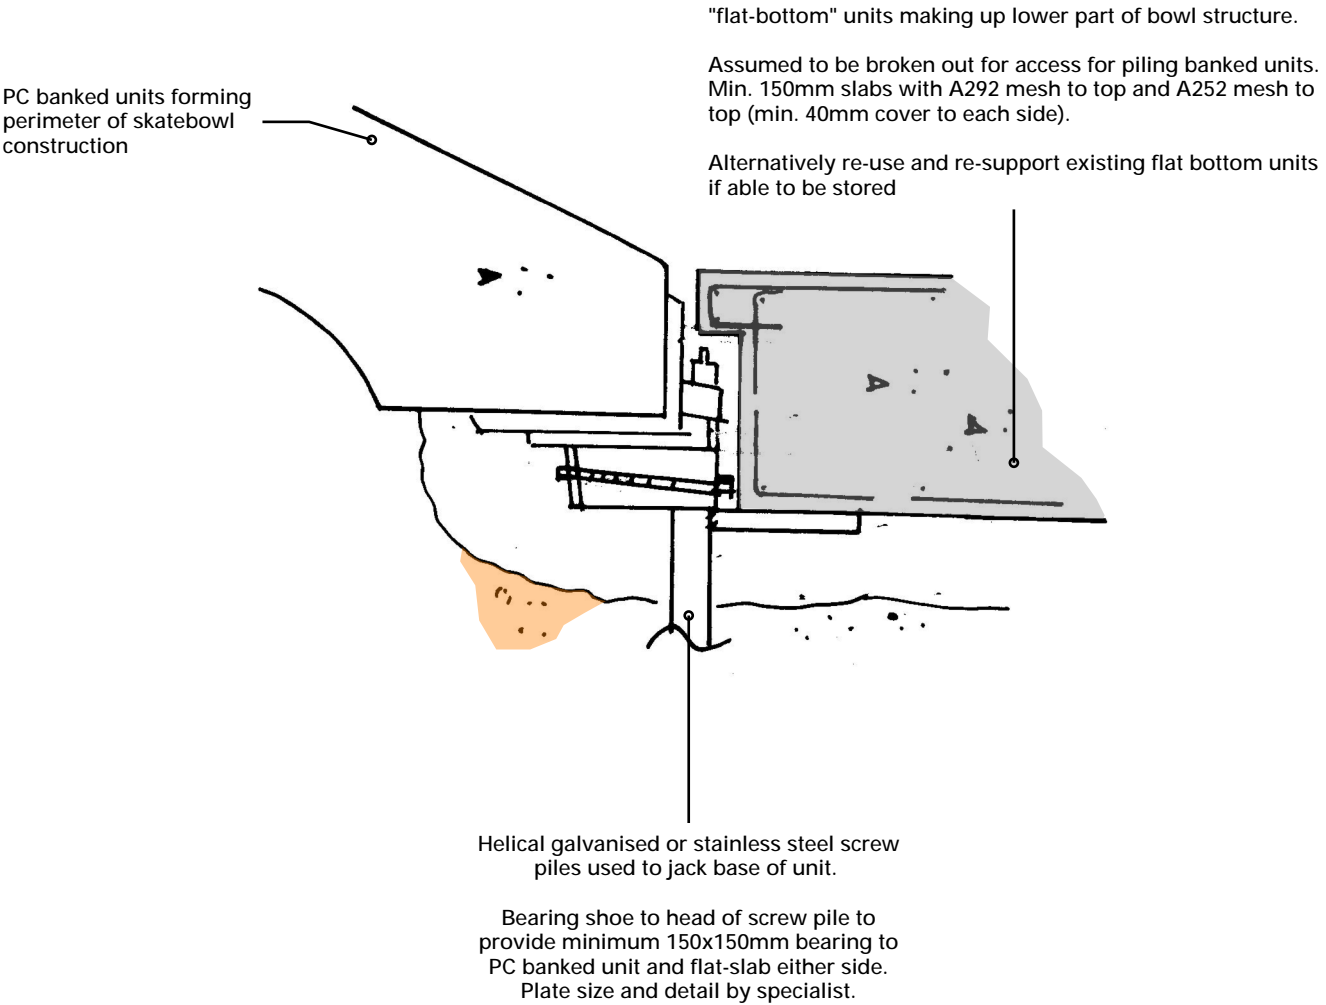 "flat-bottom" units making up lower part of bowl structure.
Assumed to be broken out for access for piling banked units.
Min. 150mm slabs with A292 mesh to top and A252 mesh to
top (min. 40mm cover to each side).
Alternatively re-use and re-support existing flat bottom units
if able to be stored
PC banked units forming
perimeter of skatebowl
construction
Helical galvanised or stainless steel screw
piles used to jack base of unit.
Bearing shoe to head of screw pile to
provide minimum 150x150mm bearing to
PC banked unit and flat-slab either side.
Plate size and detail by specialist.